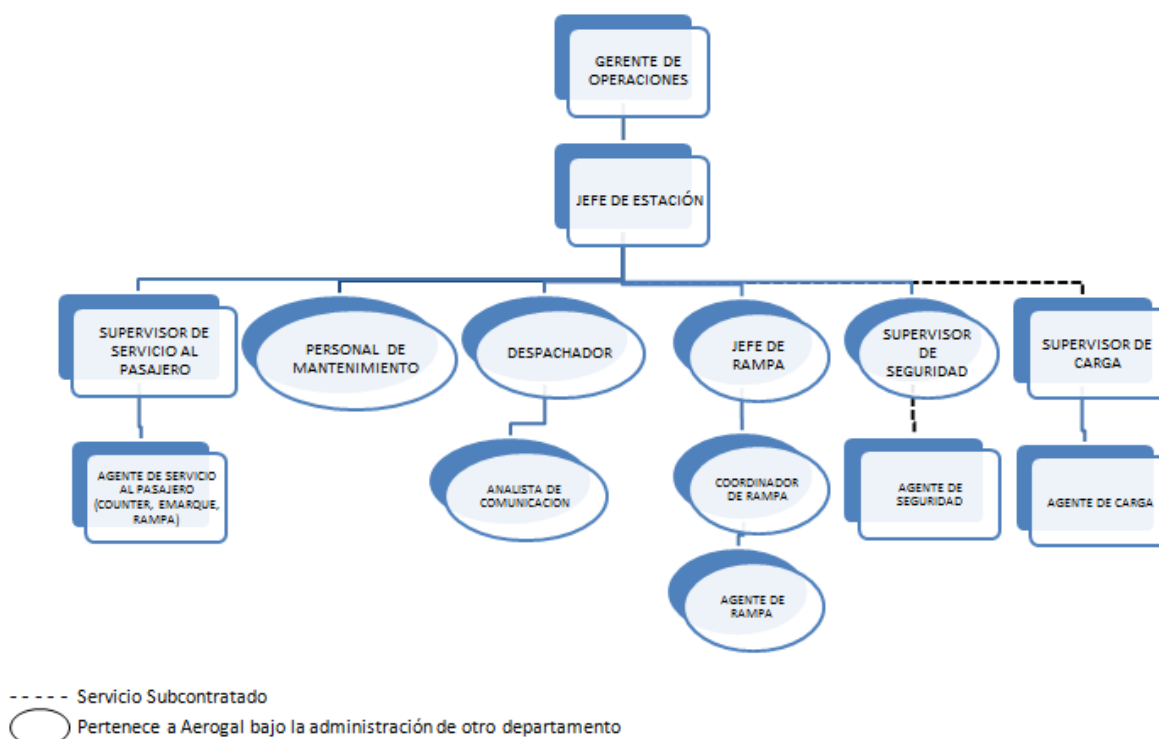 GERENTE DE
OPERACIONES
JEFE DE ESTACIÓN
SUPERVISOR DE
SERVICIO AL
PASAJERO
PERSONAL DE
MANTENIMIENTO
DESPACHADOR
JEFE DE
RAMPA
SUPERVISOR
DE
SEGURIDAD
SUPERVISOR DE
CARGA
AGENTE DE SERVICIO
AL PASAJERO
(COUNTER, EMARQUE,
RAMPA)
ANALISTA DE
COMUNICACION
COORDINADOR
DE RAMPA
AGENTE DE
SEGURIDAD
AGENTE DE CARGA
AGENTE DE
RAMPA
Servicio Subcontratado
Pertenece a Aerogal bajo la administración de otro departamento